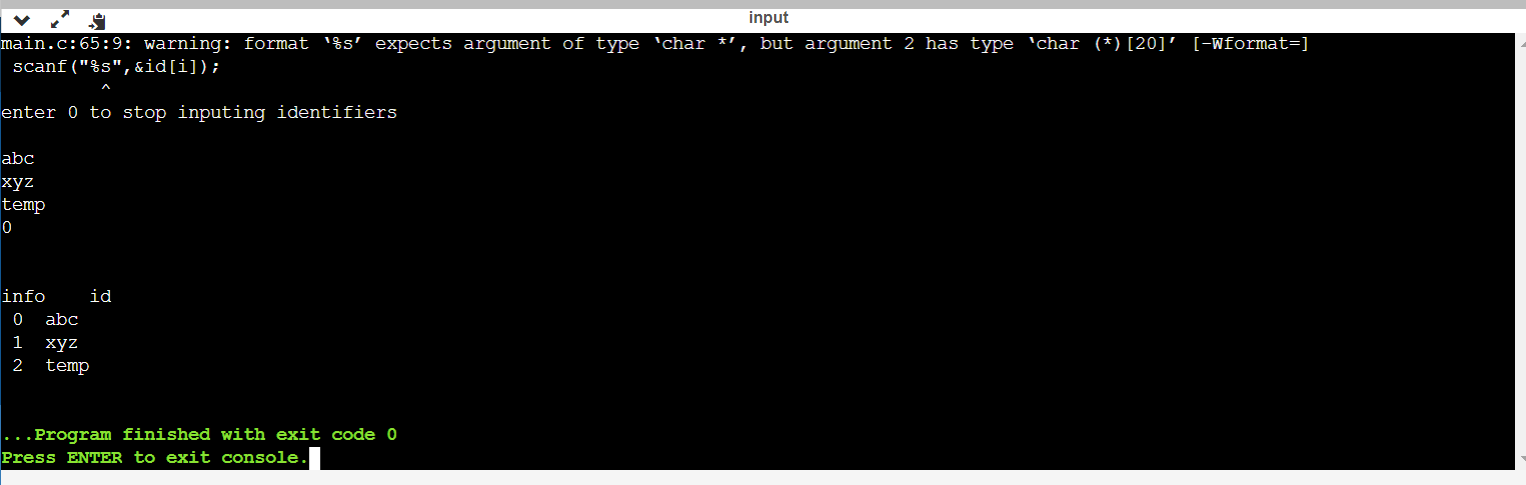 input
main.c:65:9: warning: format ‘%s’ expects argument of type ‘char *’, but argument 2 has type ‘char (*)[20]’ [-Wformat=]
scanf("%s",&id[i]);
^
enter 0 to stop inputing identifiers
abc
xyz
temp
0
info    id
0  abc
1  xyz
2  temp
...Program finished with exit code 0
Press ENTER to exit console.